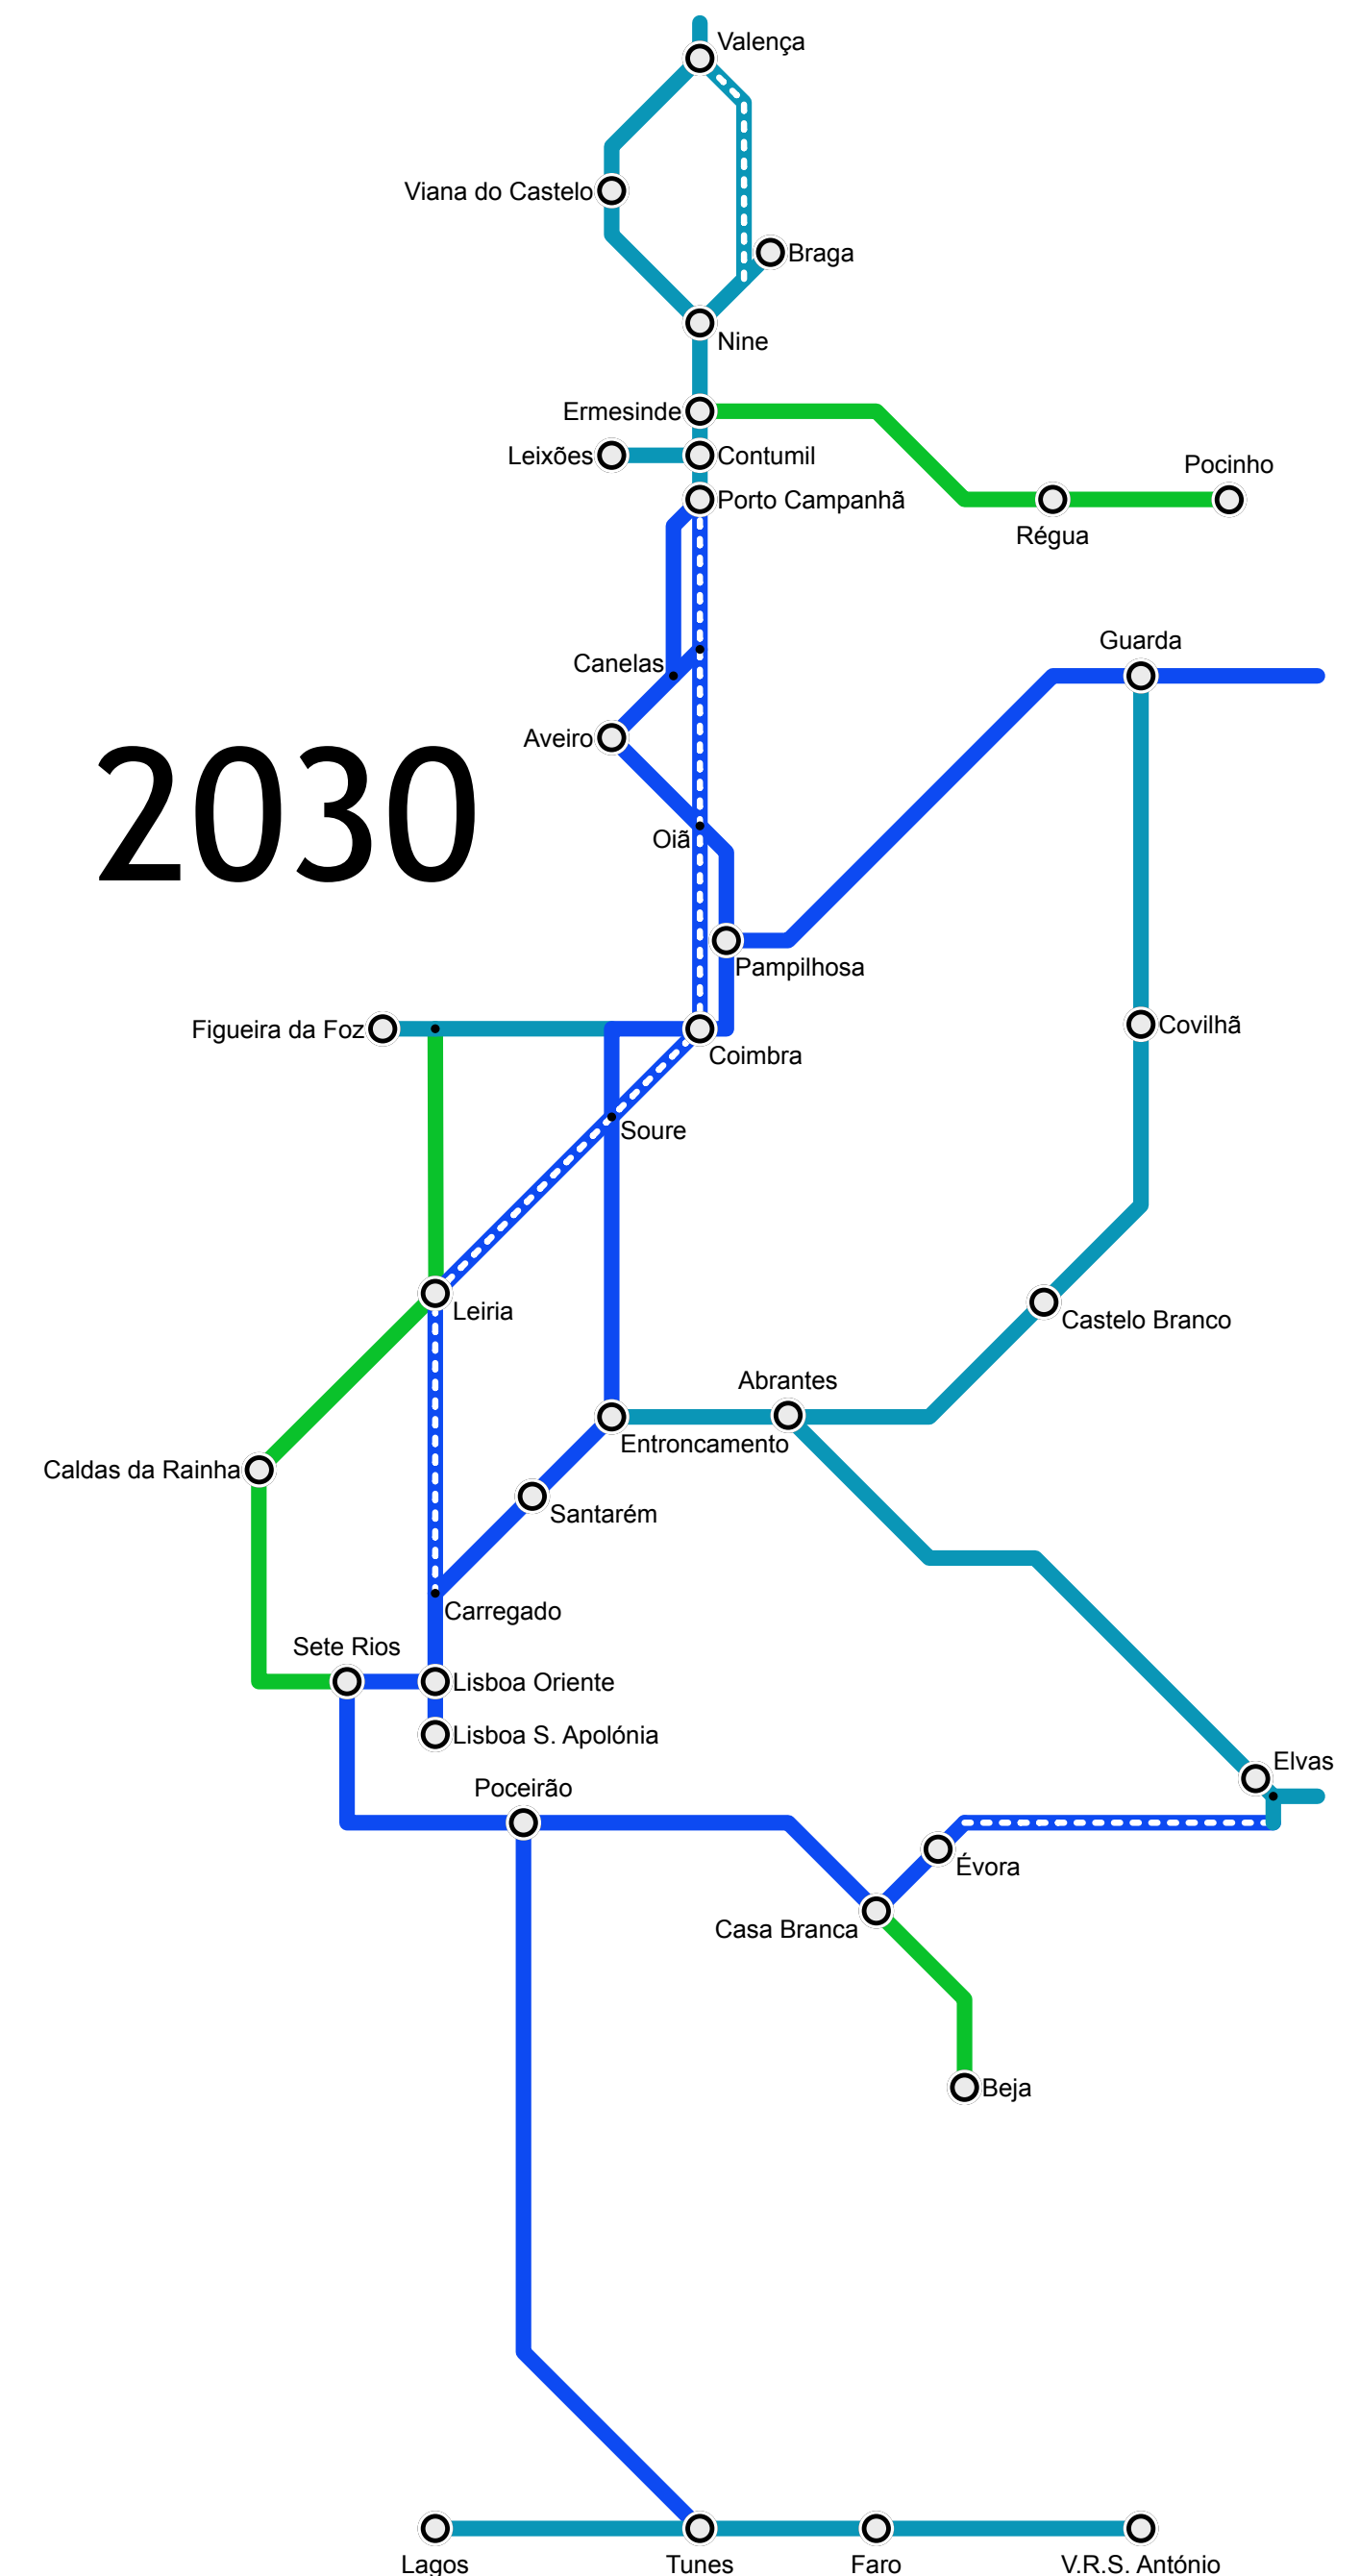 Valença
Viana do Castelo
Braga
Nine
Ermesinde
Leixões
Contumil
Pocinho
Porto Campanhã
Régua
Guarda
Canelas
Aveiro
2030
Oiã
Pampilhosa
Covilhã
Figueira da Foz
Coimbra
Soure
Leiria
Castelo Branco
Abrantes
Entroncamento
Caldas da Rainha
Santarém
Carregado
Sete Rios
Lisboa Oriente
Lisboa S. Apolónia
Elvas
Poceirão
Évora
Casa Branca
Beja
Lagos
Tunes
Faro
V.R.S. António